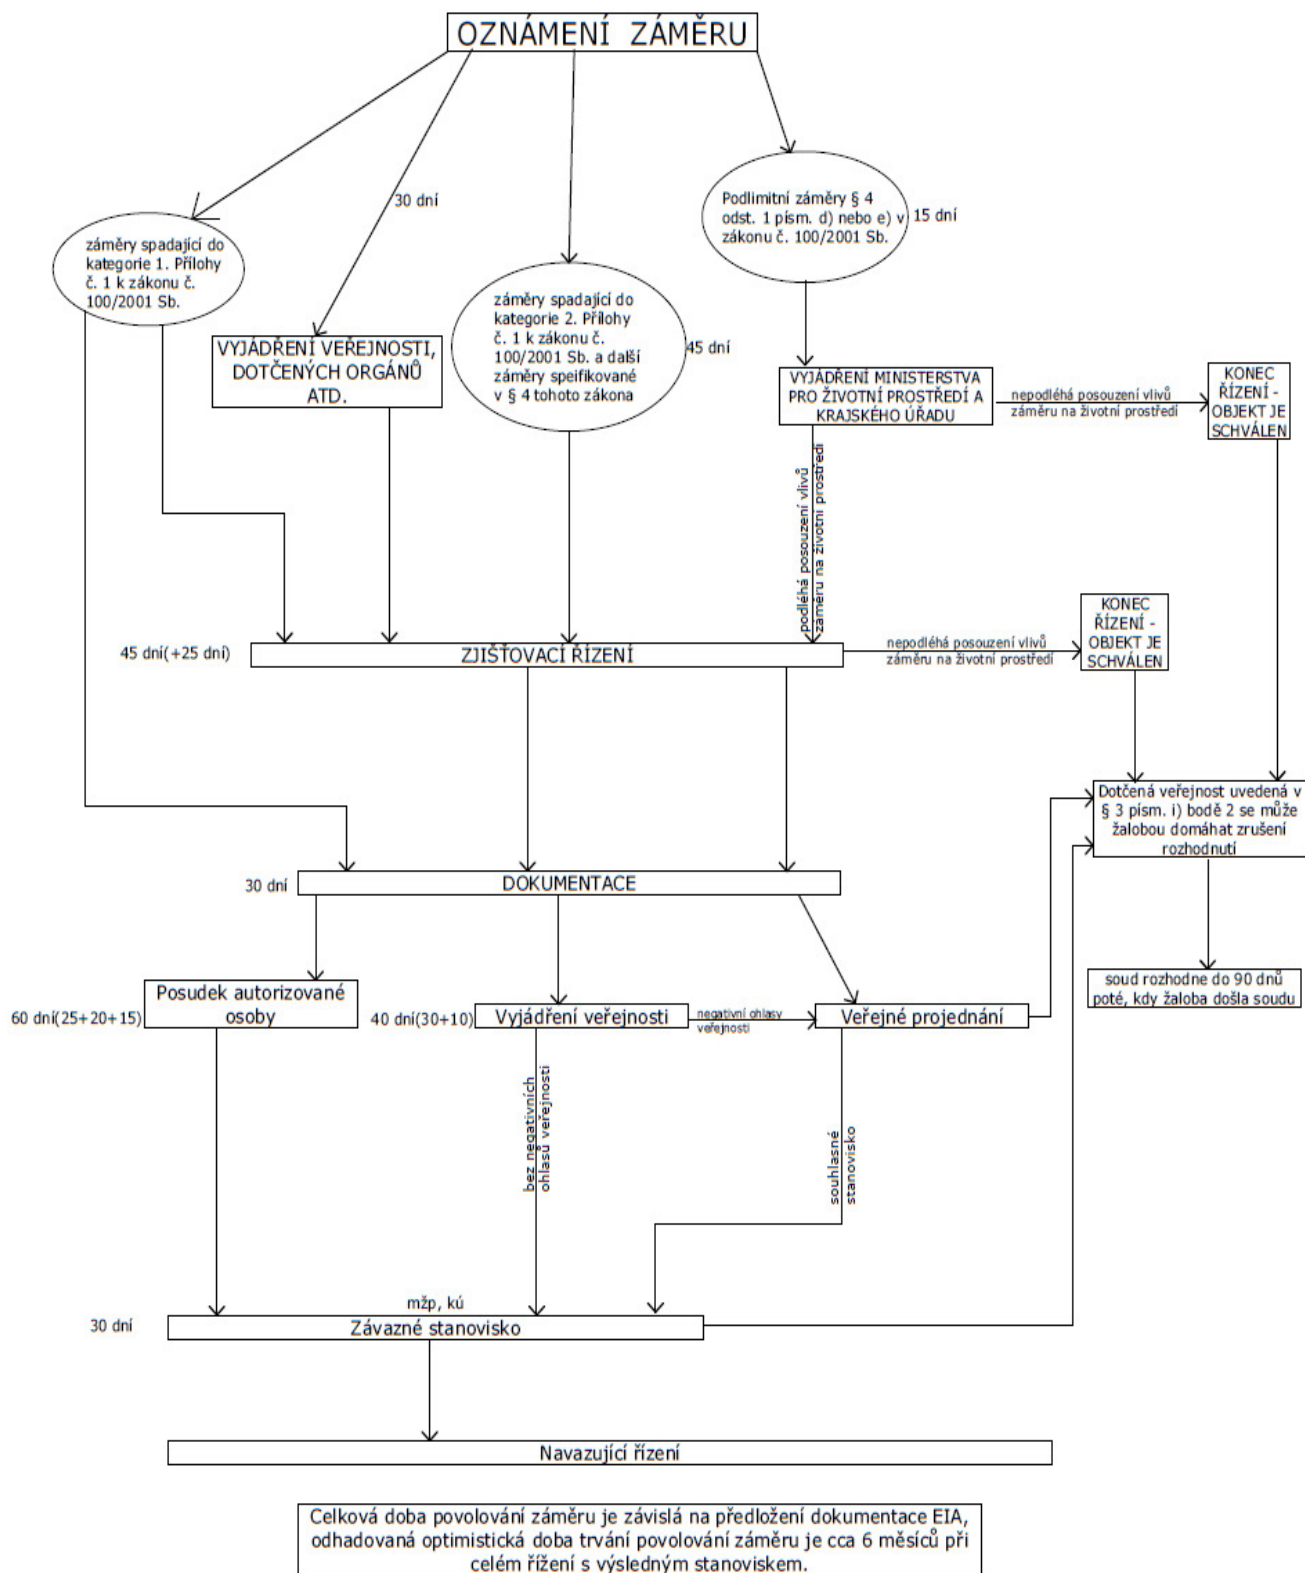 OZNÁMENÍ ZÁMĚRU
30 dní
záměry spadající do
kategorie 1. Přílohy
č. 1 k zákonu č.
100/2001 Sb.
VYJÁDŘENÍ VEŘEJNOSTI,
DOTČENÝCH ORGÁNŮ
ATD.
záměry spadající do
kategorie 2. Přílohy
č. 1 k zákonu č.
100/2001 Sb. a další
záměry speifikované
v § 4 tohoto zákona
45 dní
Podlimitní záměry § 4
odst. 1 písm. d) nebo e) v
zákonu č. 100/2001 Sb.
15 dní
VYJÁDŘENÍ MINISTERSTVA
PRO ŽIVOTNÍ PROSTŘEDÍ A
KRAJSKÉHO ÚŘADU
nepodléhá posouzení vlivů
záměru na životní prostředí
KONEC
ŘÍZENÍ -
OBJEKT JE
SCHVÁLEN
podléhá posouzení vlivů
záměru na životní prostředí
45 dní(+25 dní)
ZJIŠŤOVACÍ ŘÍZENÍ
nepodléhá posouzení vlivů
záměru na životní prostředí
KONEC
ŘÍZENÍ -
OBJEKT JE
SCHVÁLEN
Dotčená veřejnost uvedená v
§ 3 písm. i) bodě 2 se může
žalobou domáhat zrušení
rozhodnutí
soud rozhodne do 90 dnů
poté, kdy žaloba došla soudu
30 dní
DOKUMENTACE
60 dní(25+20+15)
Posudek autorizované
osoby
40 dní(30+10)
Vyjádření veřejnosti
negativní ohlasy
veřejnosti
Veřejné projednání
bez negativních
ohlasů veřejnosti
souhlasné
stanovisko
mžp, kú
30 dní
Závazné stanovisko
Navazující řízení
Celková doba povolování záměru je závislá na předložení dokumentace EIA,
odhadovaná optimistická doba trvání povolování záměru je cca 6 měsíců při
celém řížení s výsledným stanoviskem.